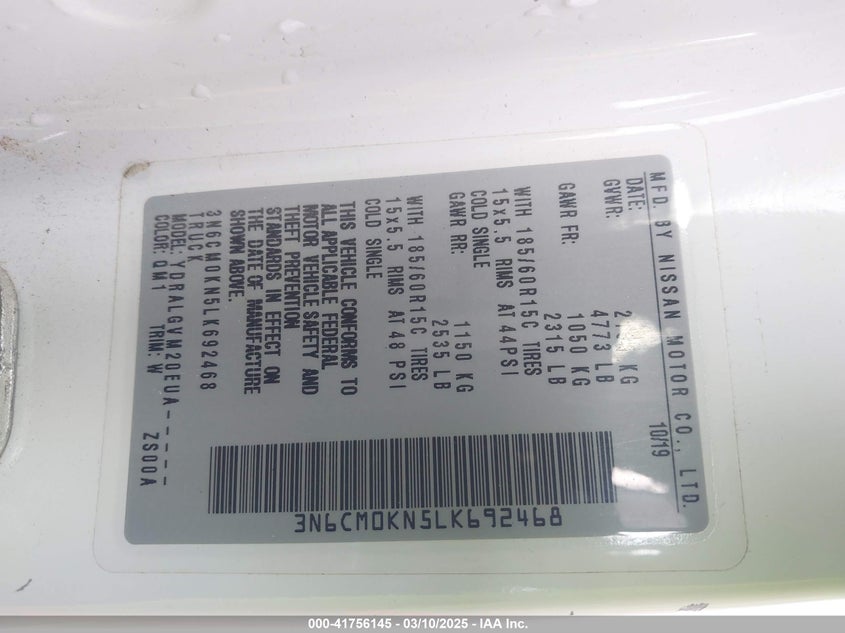 MFD. BY NISSAN MOTOR CO., LTD.
DATE: 10/19
GVWR: KG
4773 LB
GAWR FR: 1050 KG
2315 LB
WITH 185/60R15C TIRES
15x5.5 RIMS AT 44PSI
COLD SINGLE
GAWR RR: 1150 KG
2535 LB
WITH 185/60R15C TIRES
15x5.5 RIMS AT 48 PSI
COLD SINGLE
THIS VEHICLE CONFORMS TO
ALL APPLICABLE FEDERAL
MOTOR VEHICLE SAFETY AND
THEFT PREVENTION
STANDARDS IN EFFECT ON
THE DATE OF MANUFACTURE
SHOWN ABOVE.
3N6CM0KN5LK692468
TRUCK
MODEL: YDRALGVM20EUA-----
COLOR: QM1 TRIM: W ZS00A
3N6CM0KN5LK692468
000-41756145 - 03/10/2025 - IAA Inc.